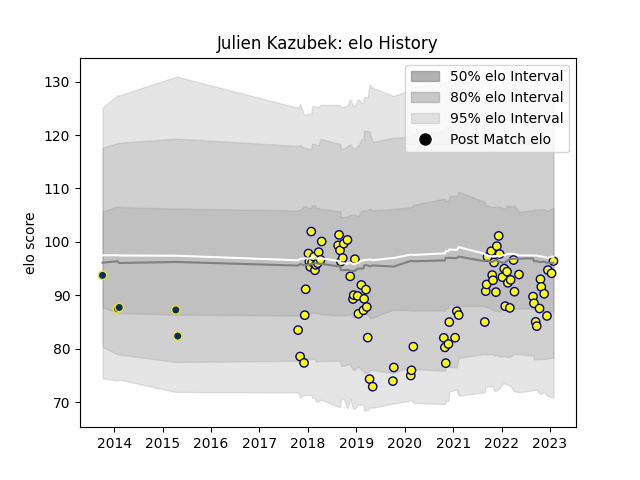 Julien Kazubek: elo History
50% elo Interval
80% elo Interval
95% elo Interval
Post Match elo
elo score
130
120
110
100
90
80
70
2014 2015 2016 2017 2018 2019 2020 2021 2022 2023